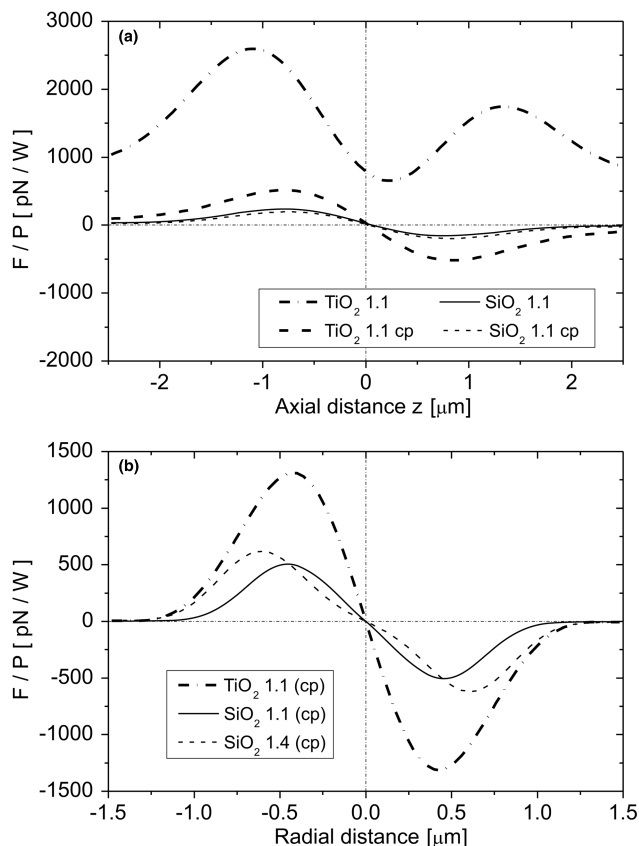 (a)
3000
2000
1000
0
-1000
-2000
F / P [ pN / W ]
TiO2 1.1
SiO2 1.1
TiO2 1.1 cp
SiO2 1.1 cp
-2 -1 0 1 2
Axial distance z [μm]
(b)
1500
1000
500
0
-500
-1000
-1500
F / P [ pN / W ]
TiO2 1.1 (cp)
SiO2 1.1 (cp)
SiO2 1.4 (cp)
-1.5 -1.0 -0.5 0.0 0.5 1.0 1.5
Radial distance [μm]